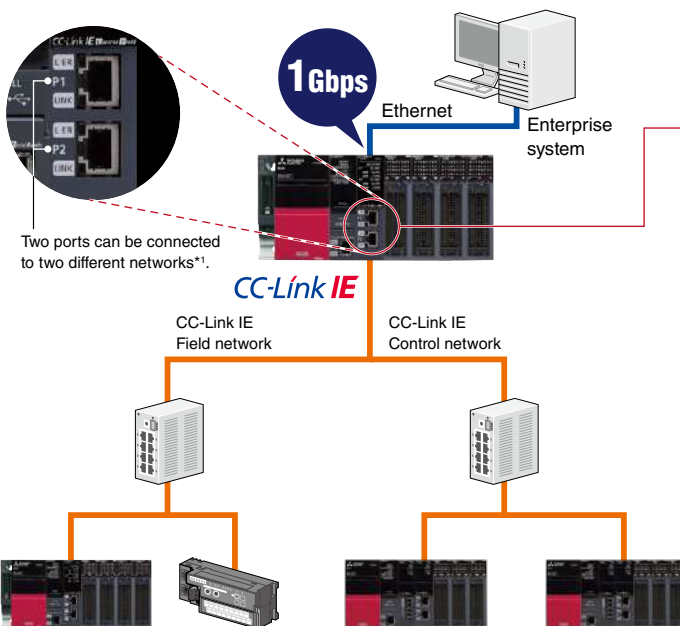 CC-Link IE
L ER
P1
LINK
L ER
P2
LINK
1Gbps
Ethernet
Enterprise
system
Two ports can be connected
to two different networks*1.
CC-Link IE
CC-Link IE
Field network
CC-Link IE
Control network